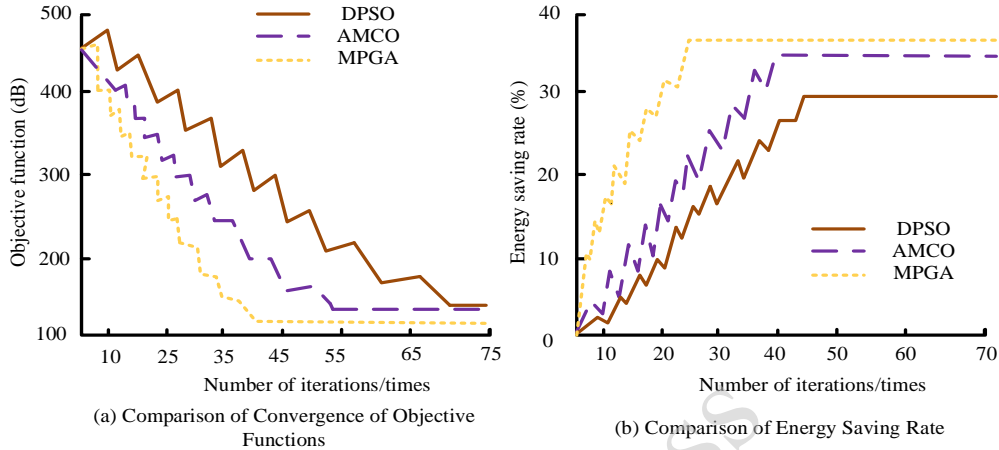 500
400
300
200
100
Objective function (dB)
DPSO
AMCO
MPGA
10 25 35 45 55 65 75
Number of iterations/times
(a) Comparison of Convergence of Objective
Functions
40
30
20
10
0
Energy saving rate (%)
DPSO
AMCO
MPGA
10 20 30 40 50 60 70
Number of iterations/times
(b) Comparison of Energy Saving Rate